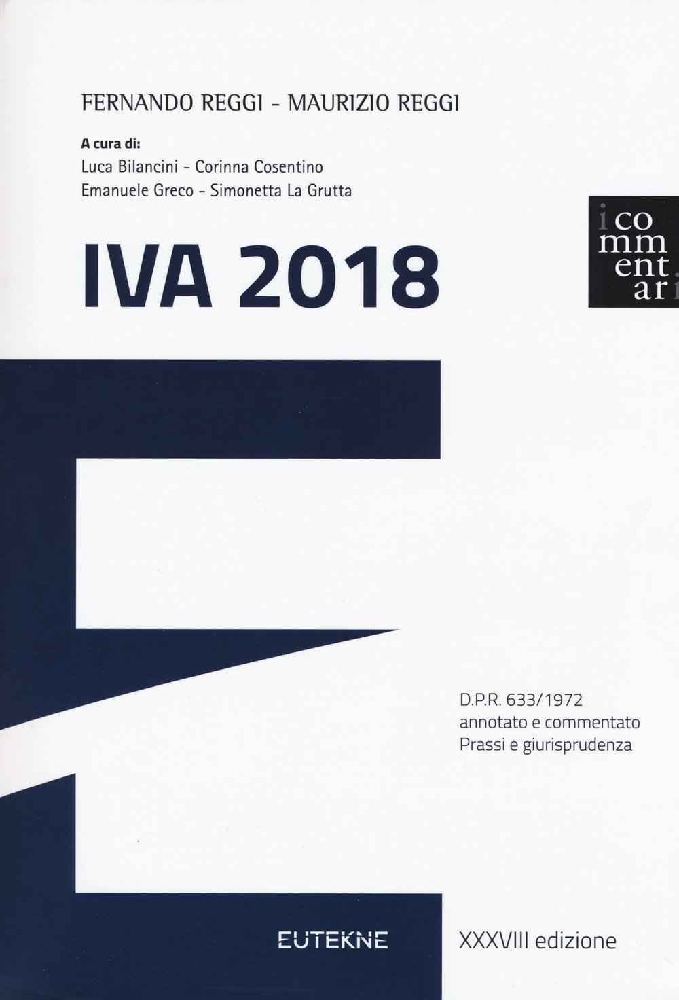 FERNANDO REGGI - MAURIZIO REGGI
A cura di:
Luca Bilancini - Corinna Cosentino
Emanuele Greco - Simonetta La Grutta
IVA 2018
i co
mm
ent
ar i
D.P.R. 633/1972
annotato e commentato
Prassi e giurisprudenza
EUTEKNE
XXXVIII edizione